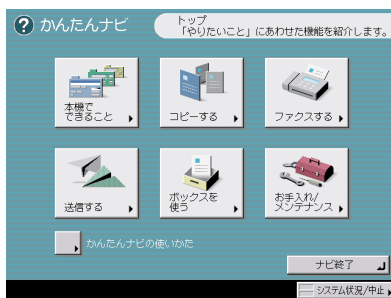 かんたんナビ
トップ
「やりたいこと」にあわせた機能を紹介します。
本機で
できること
コピーする
ファクスする
送信する
ボックスを
使う
お手入れ/
メンテナンス
かんたんナビの使いかた
ナビ終了
システム状況/中止